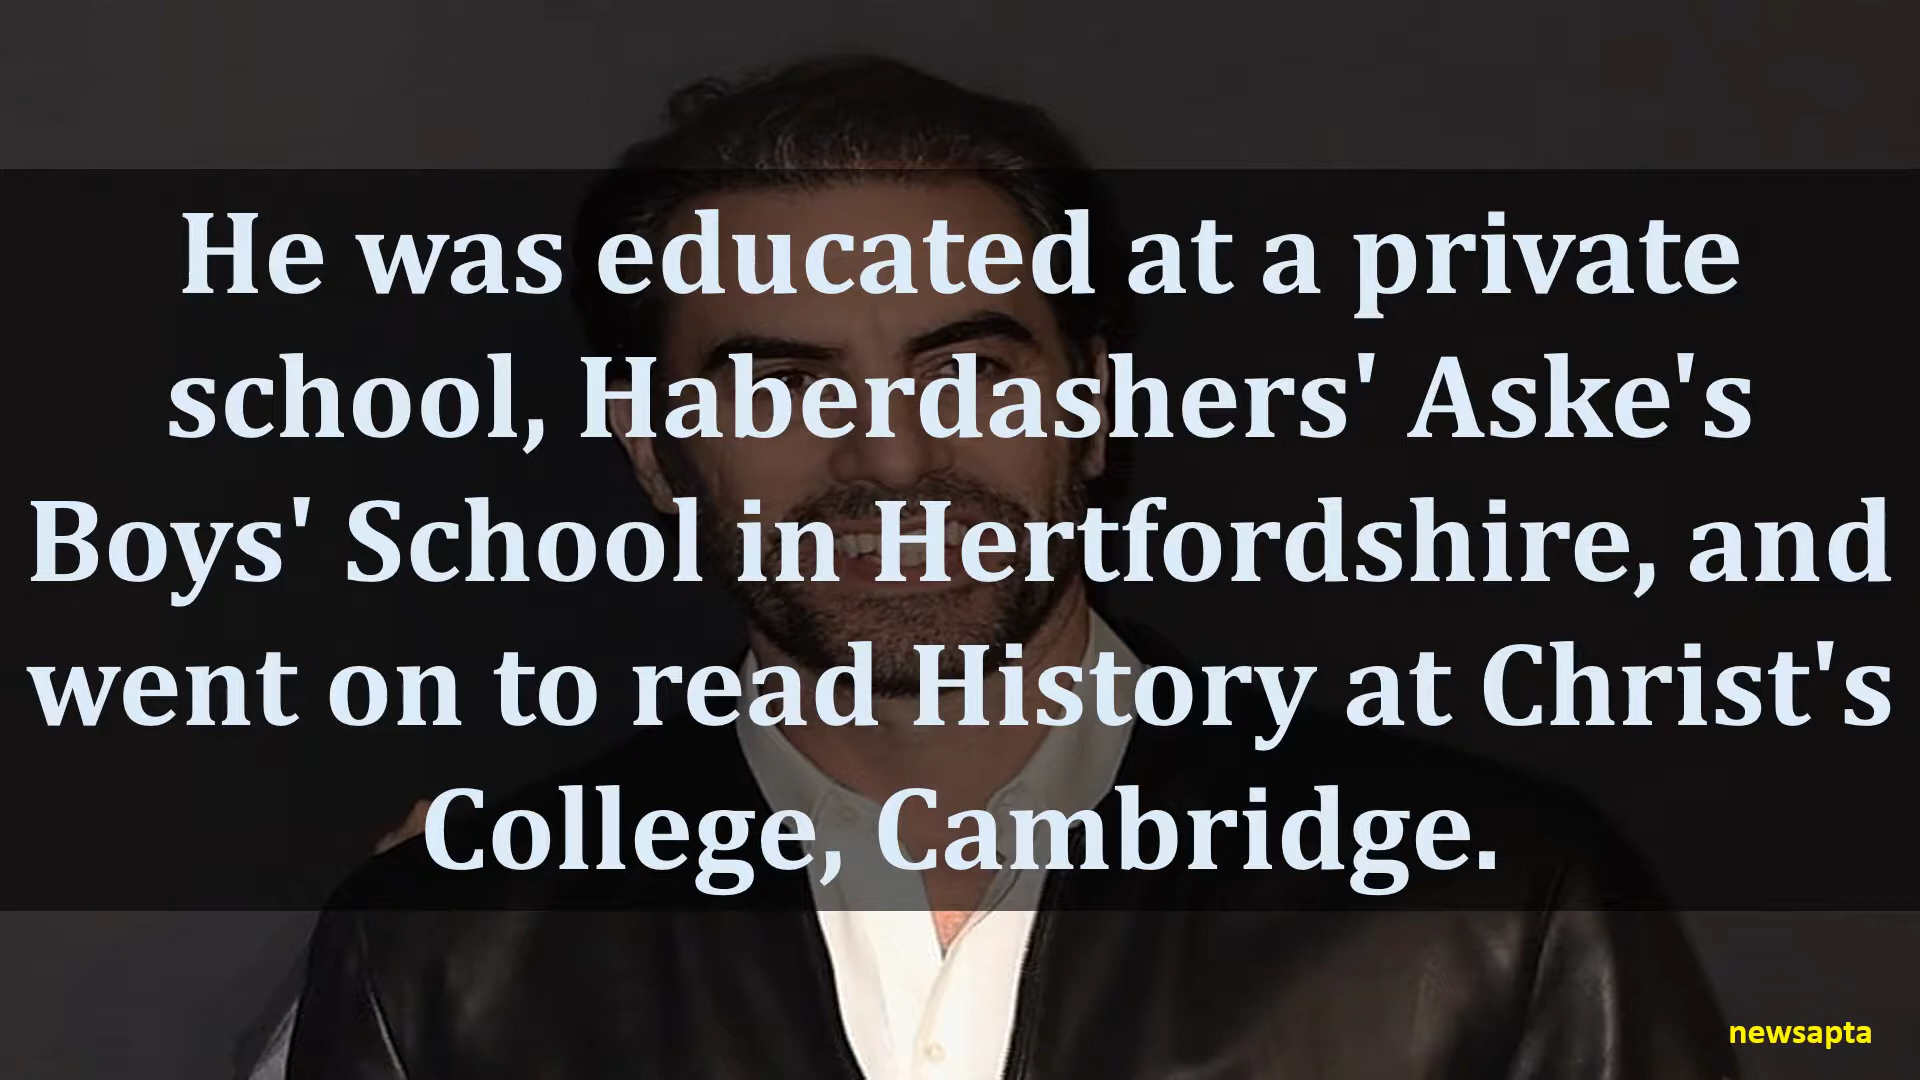 He was educated at a private
school, Haberdashers' Aske's
Boys' School in Hertfordshire, and
went on to read History at Christ's
College, Cambridge.
newsapta